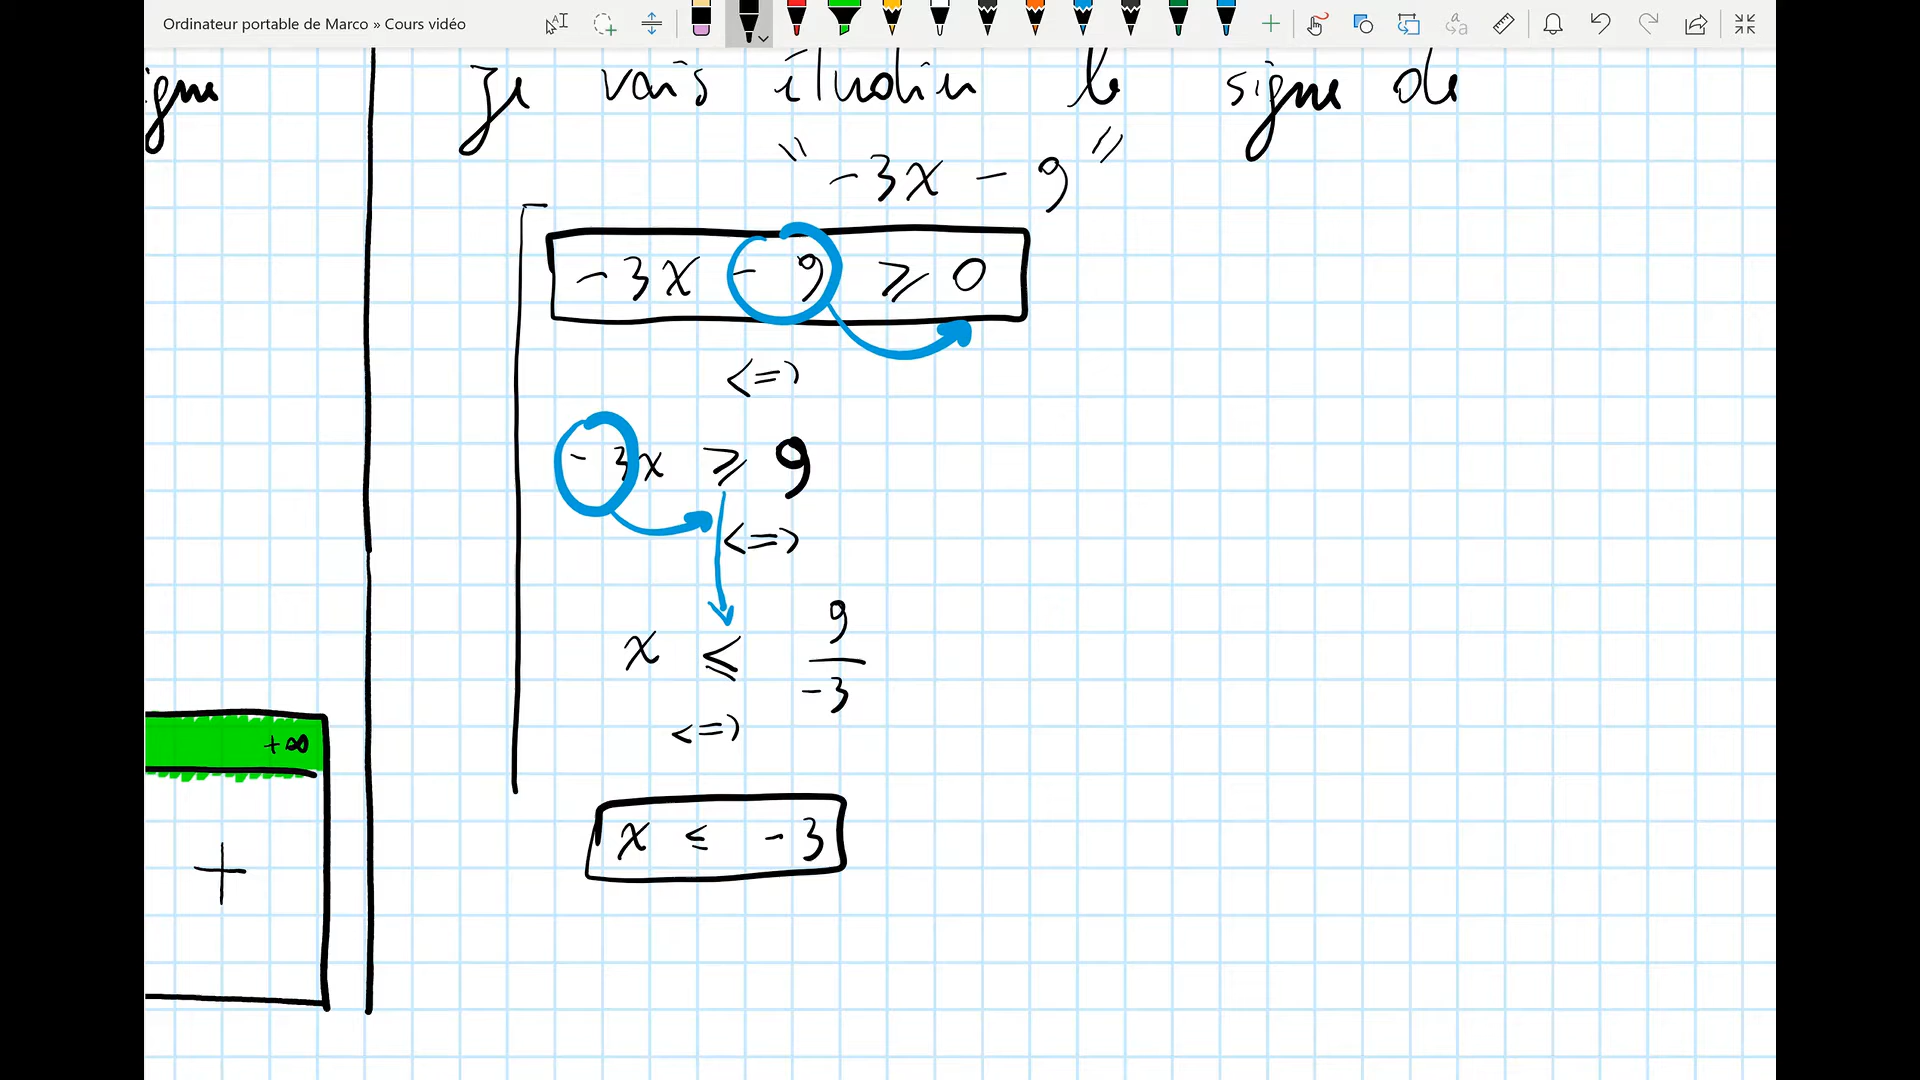 Ordinateur portable de Marco » Cours vidéo
igne
Je vais étudier le signe de
" -3x - 9 "
-3x - 9 ⩾ 0
<=>
-3x ⩾ 9
<=>
x ⩽ 9/-3
<=>
x ≤ -3
+∞
+